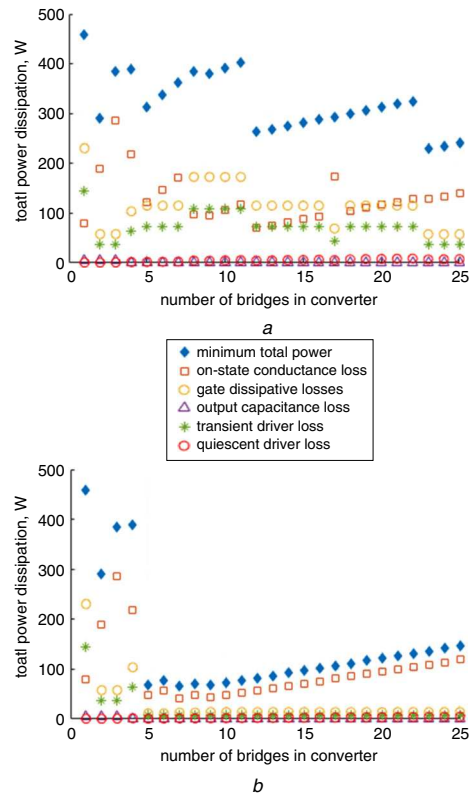 500
400
300
200
100
0
toatl power dissipation, W
0 5 10 15 20 25
number of bridges in converter
a
minimum total power
on-state conductance loss
gate dissipative losses
output capacitance loss
transient driver loss
quiescent driver loss
500
400
300
200
100
0
toatl power dissipation, W
0 5 10 15 20 25
number of bridges in converter
b